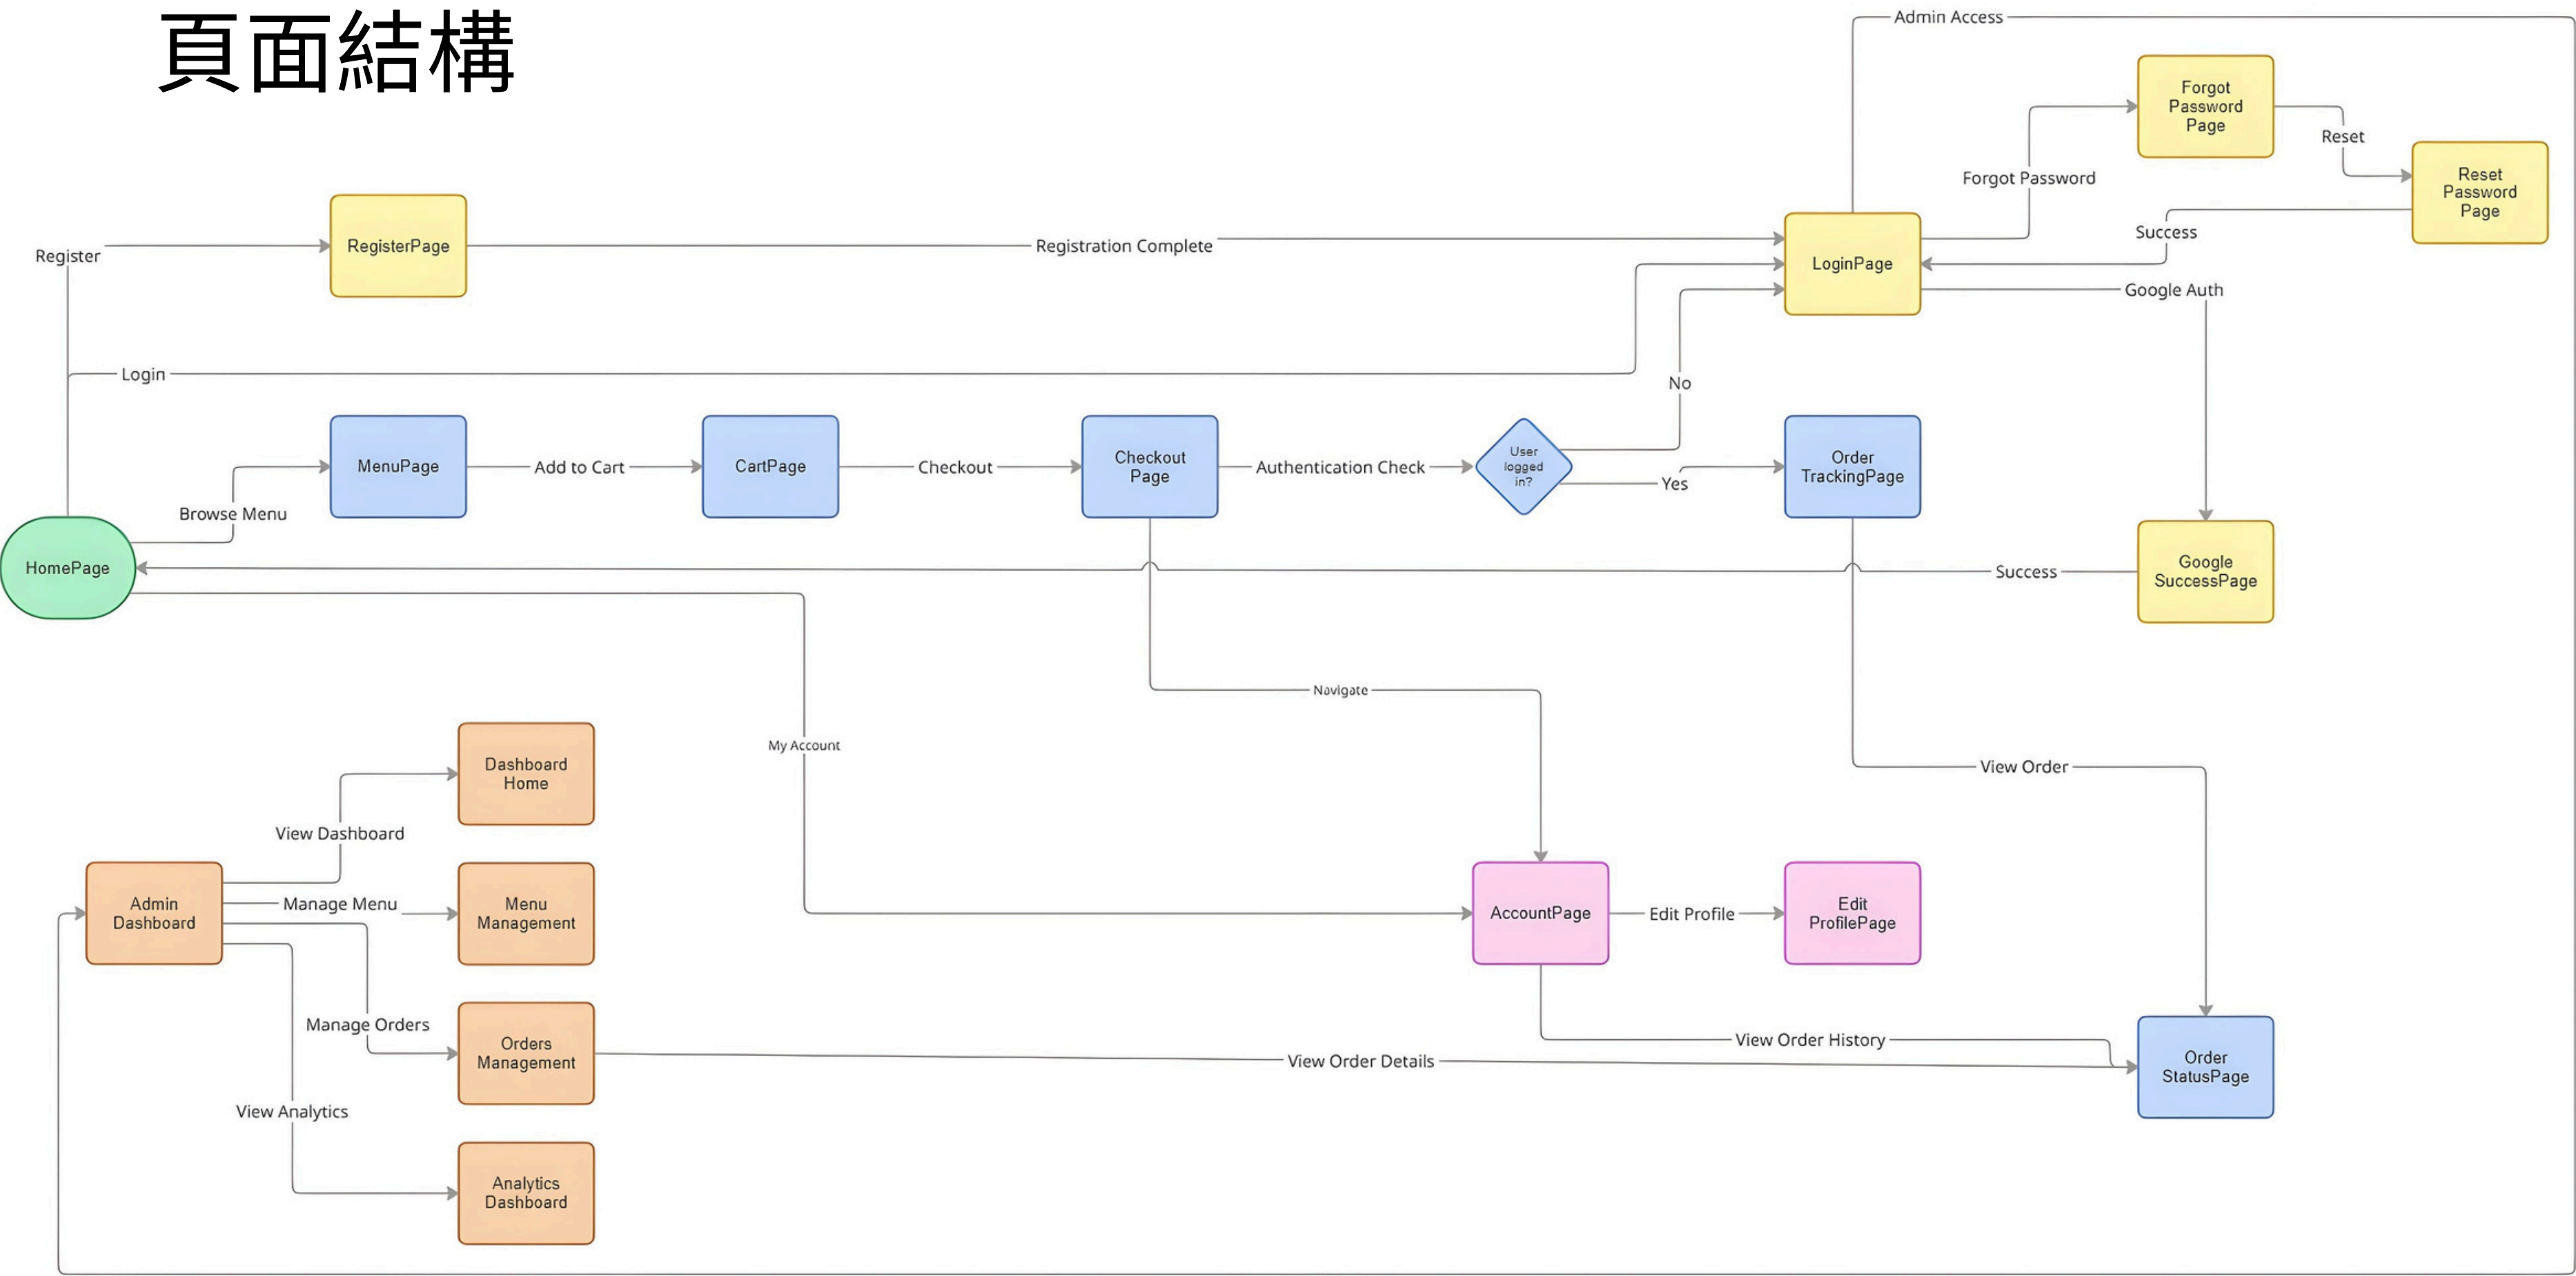 頁面結構
Admin Access
Forgot
Password
Page
Reset
Reset
Password
Page
Forgot Password
Success
Register
RegisterPage
Registration Complete
LoginPage
Google Auth
Login
No
MenuPage
Add to Cart
CartPage
Checkout
Checkout
Page
Authentication Check
User
logged
in?
Yes
Order
TrackingPage
Browse Menu
HomePage
Success
Google
SuccessPage
Navigate
My Account
View Order
Dashboard
Home
View Dashboard
Admin
Dashboard
Manage Menu
Menu
Management
AccountPage
Edit Profile
Edit
ProfilePage
Manage Orders
Orders
Management
View Order History
View Order Details
Order
StatusPage
View Analytics
Analytics
Dashboard